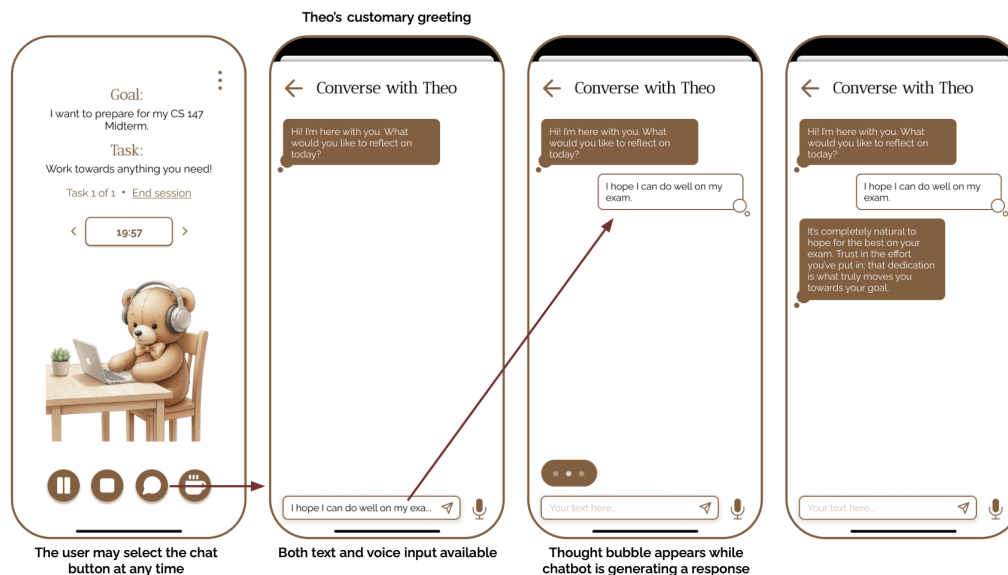 Theo's customary greeting
Goal:
I want to prepare for my CS 147
Midterm.
Task:
Work towards anything you need!
Task 1 of 1 • End session
< 19:57 >
The user may select the chat
button at any time
Converse with Theo
Hi! I'm here with you. What
would you like to reflect on
today?
I hope I can do well on my exa...
Both text and voice input available
Converse with Theo
Hi! I'm here with you. What
would you like to reflect on
today?
I hope I can do well on my
exam.
Your text here...
Thought bubble appears while
chatbot is generating a response
Converse with Theo
Hi! I'm here with you. What
would you like to reflect on
today?
I hope I can do well on my
exam.
It's completely natural to
hope for the best on your
exam. Trust in the effort
you've put in; that dedication
is what truly moves you
towards your goal.
Your text here...